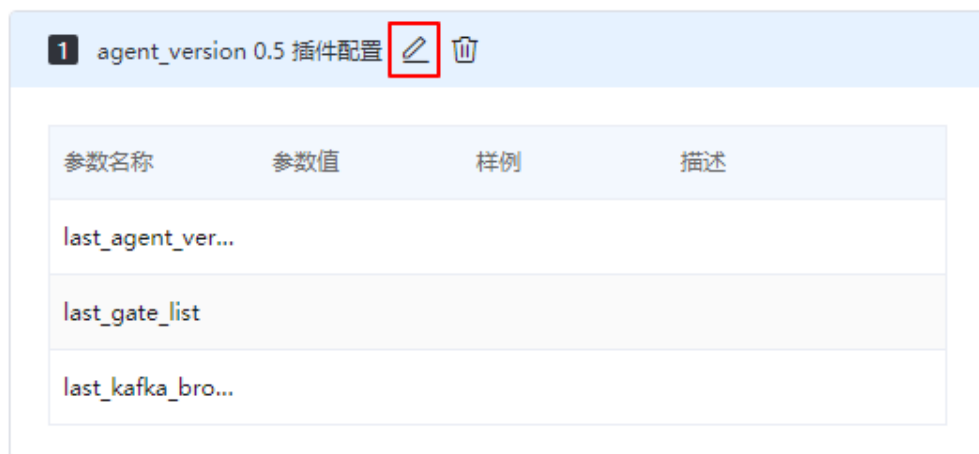 1 agent_version 0.5 插件配置
参数名称 参数值 样例 描述
last_agent_ver...
last_gate_list
last_kafka_bro...